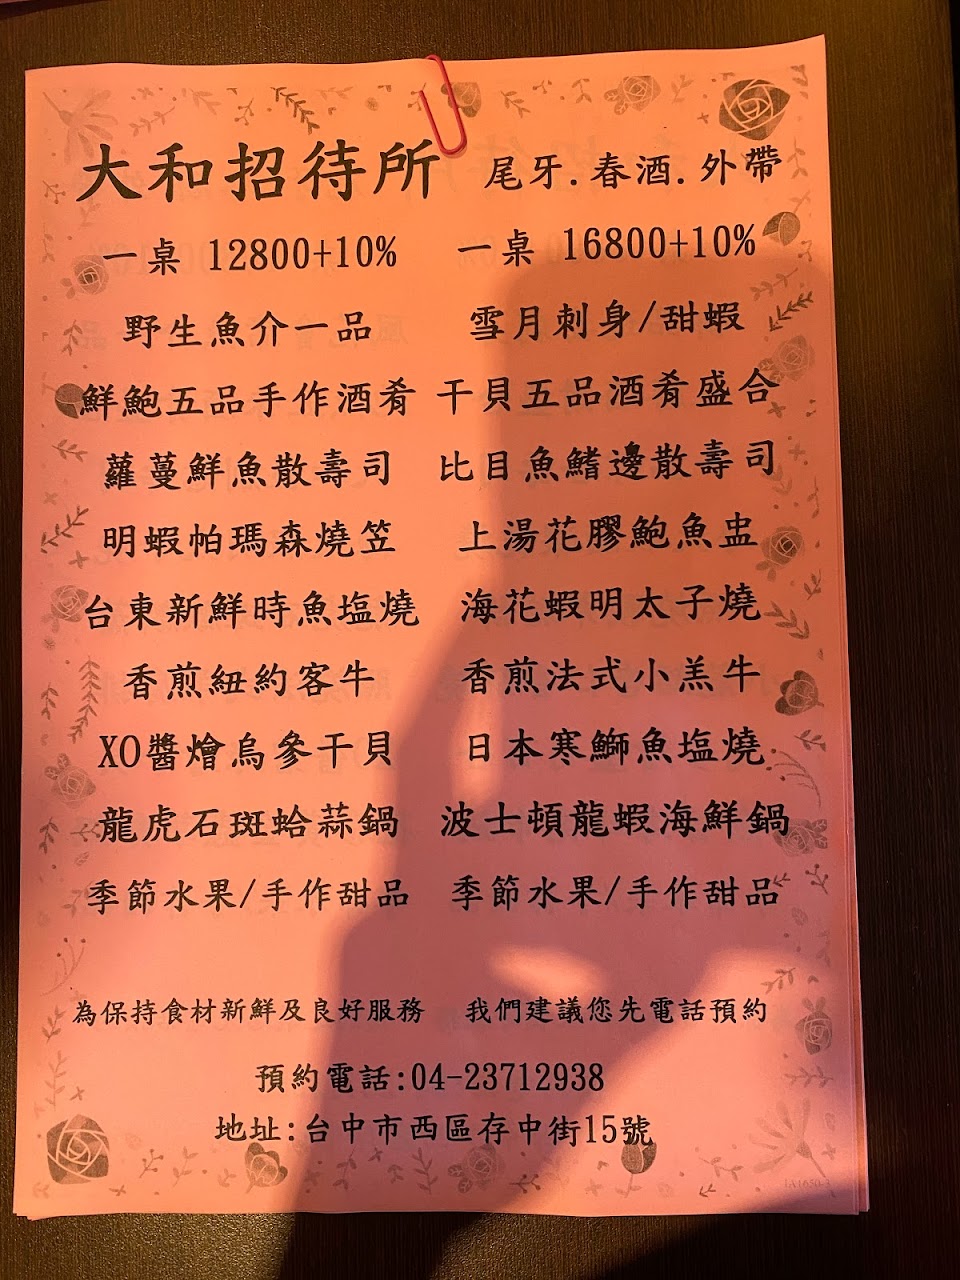 大和招待所 尾牙.春酒.外帶
一桌 12800+10% 一桌 16800+10%
野生魚介一品 雪月刺身/甜蝦
鮮鮑五品手作酒肴 干貝五品酒肴盛合
蘿蔓鮮魚散壽司 比目魚鰭邊散壽司
明蝦帕瑪森燒笠 上湯花膠鮑魚盅
台東新鮮時魚塩燒 海花蝦明太子燒
香煎紐約客牛 香煎法式小羔牛
XO醬燴烏參干貝 日本寒鰤魚塩燒
龍虎石斑蛤蒜鍋 波士頓龍蝦海鮮鍋
季節水果/手作甜品 季節水果/手作甜品
為保持食材新鮮及良好服務 我們建議您先電話預約
預約電話:04-23712938
地址:台中市西區存中街15號